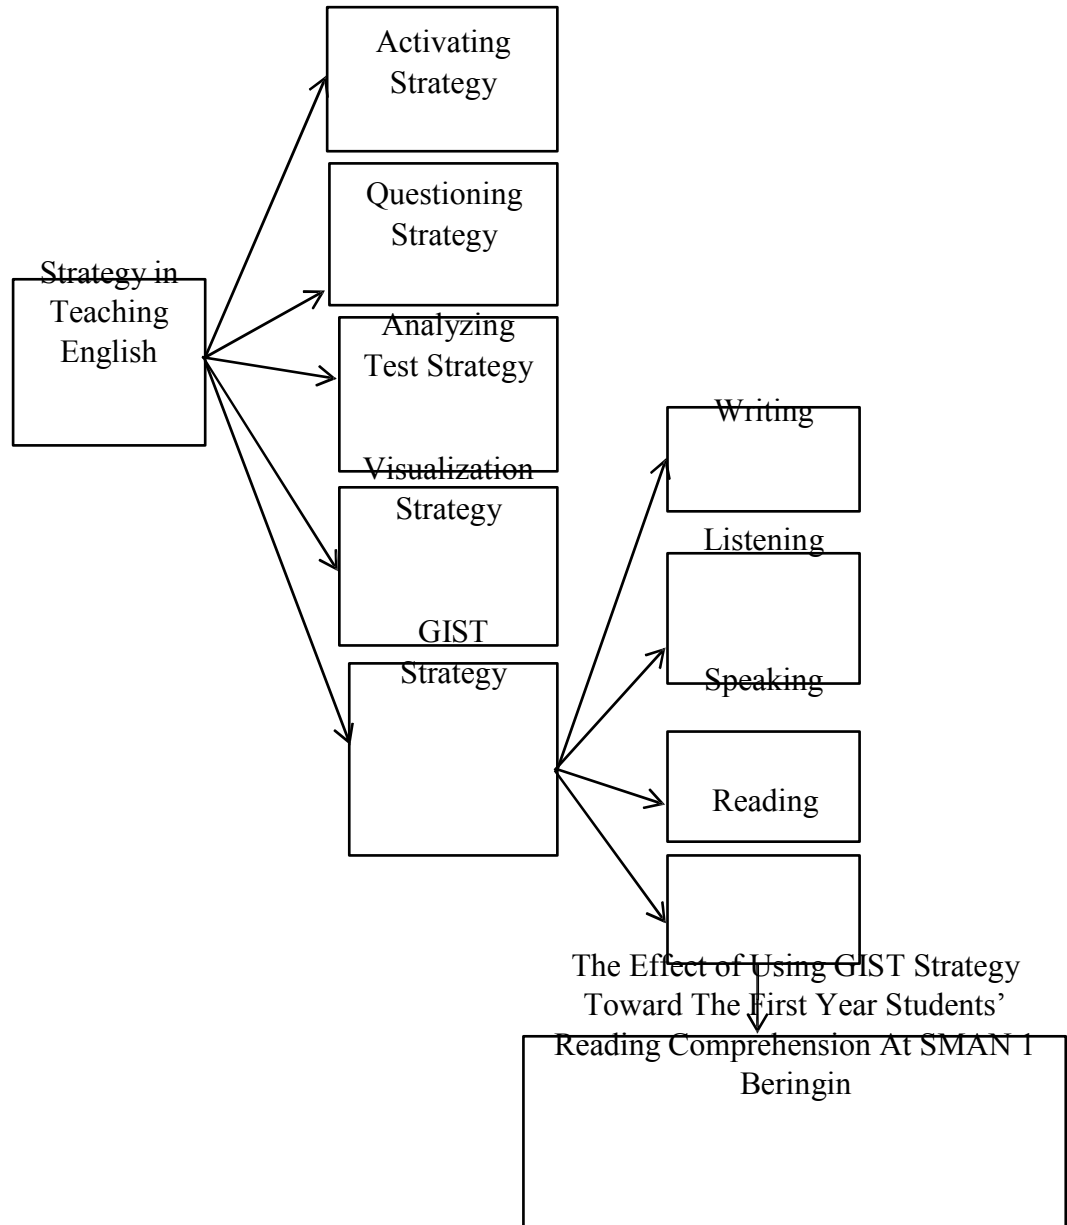 Activating
Strategy
Questioning
Strategy
Strategy in
Teaching
English
Analyzing
Test Strategy
Visualization
Strategy
GIST
Strategy
Writing
Listening
Speaking
Reading
The Effect of Using GIST Strategy
Toward The First Year Students’
Reading Comprehension At SMAN 1
Beringin